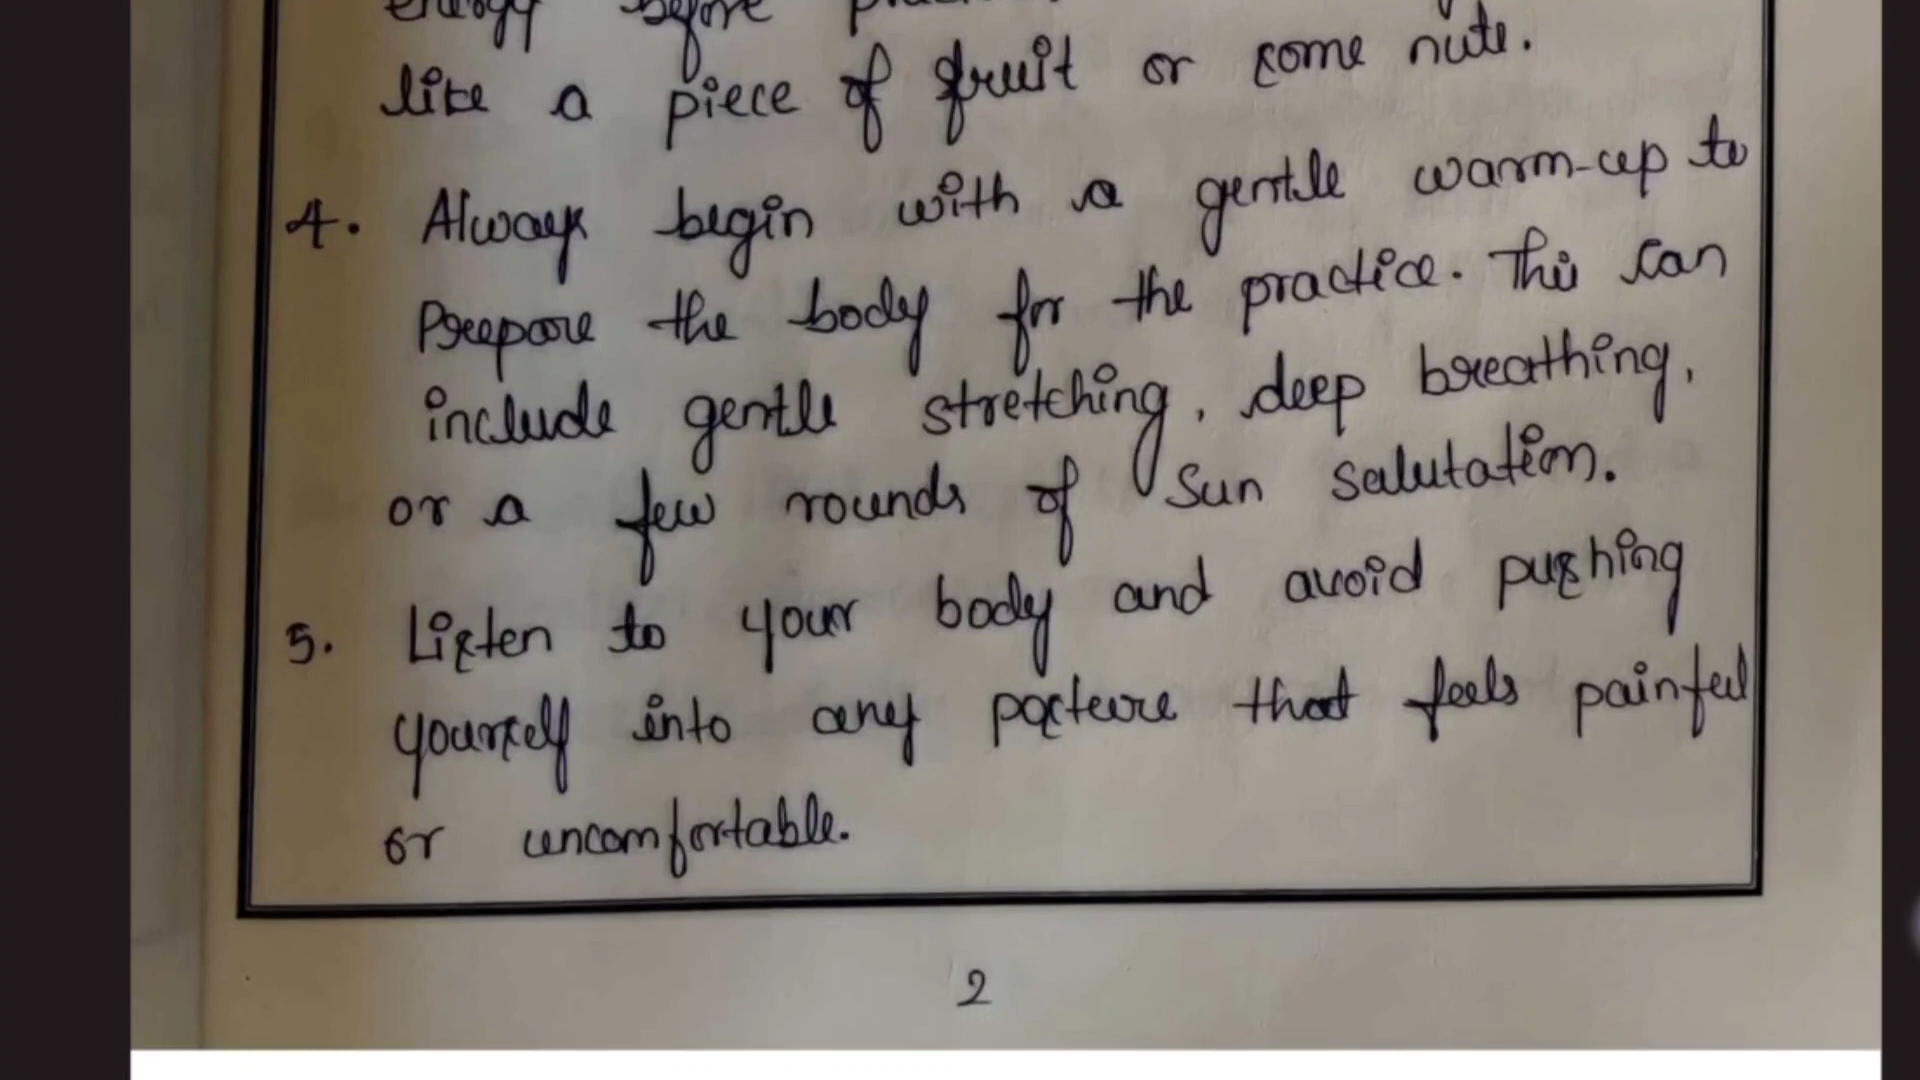 energy before
like a piece of fruit or some nuts.
4. Always begin with a gentle warm-up to
Prepare the body for the practice. This can
include gentle stretching, deep breathing,
or a few rounds of Sun salutation.
5. Listen to your body and avoid pushing
yourself into any posture that feels painful
or uncomfortable.
2